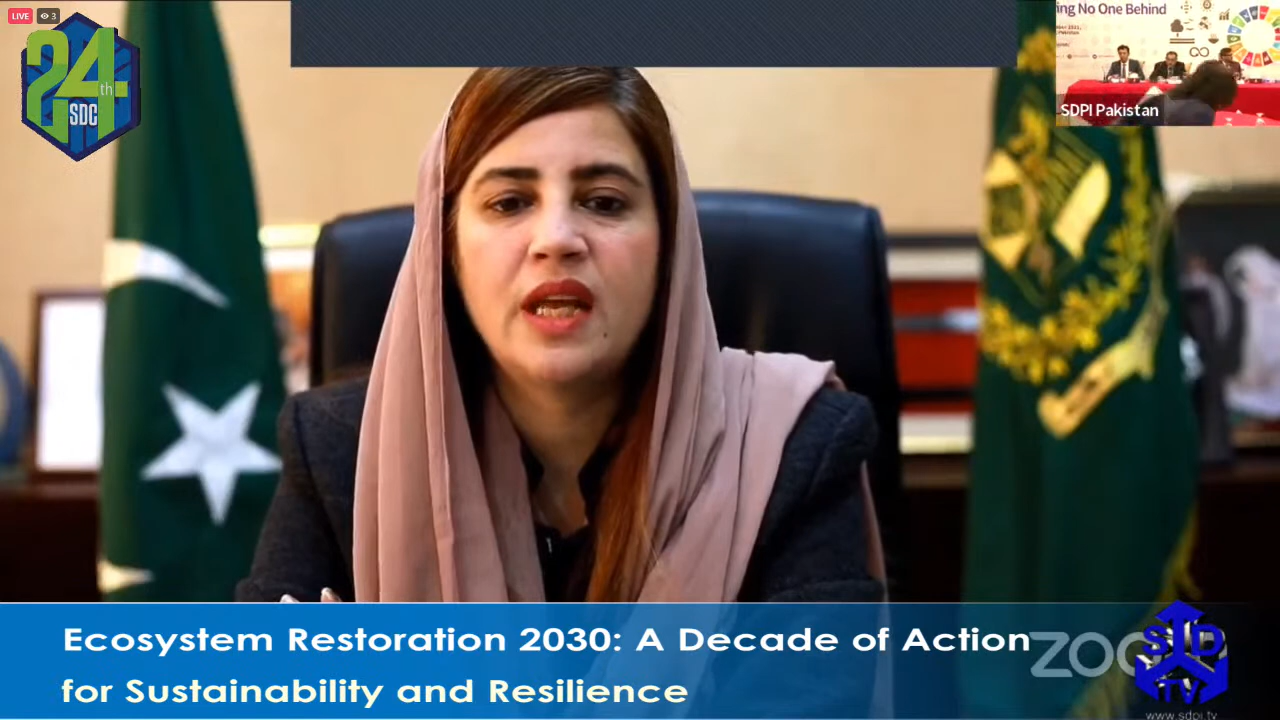 LIVE
3
24th
SDC
ing No One Behind
SDPI Pakistan
Ecosystem Restoration 2030: A Decade of Action
for Sustainability and Resilience
ZOO
SD
TV
www.sdpi.tv